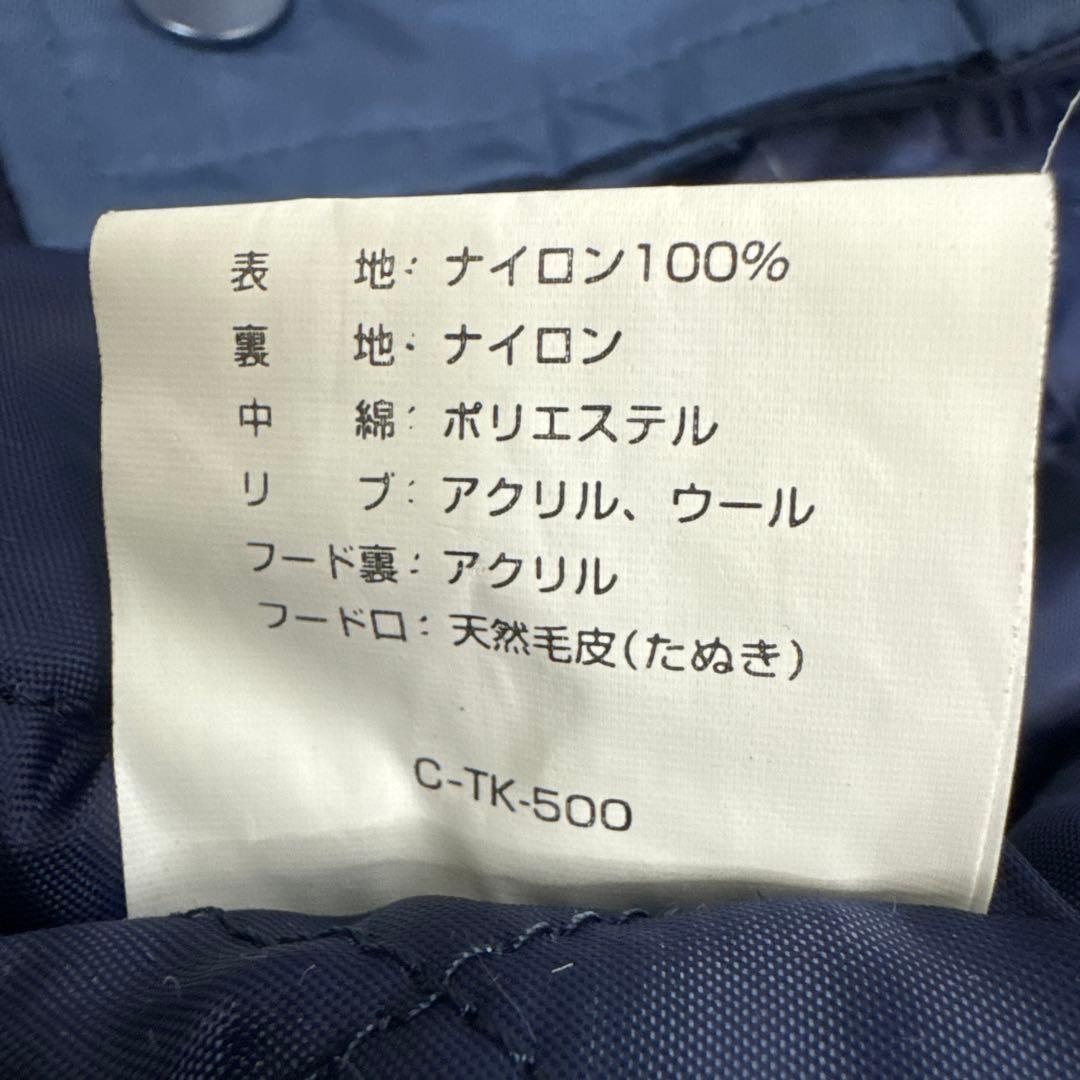 表　地：ナイロン100%
裏　地：ナイロン
中　綿：ポリエステル
リ　ブ：アクリル、ウール
フード裏：アクリル
フード口：天然毛皮(たぬき)
C-TK-500